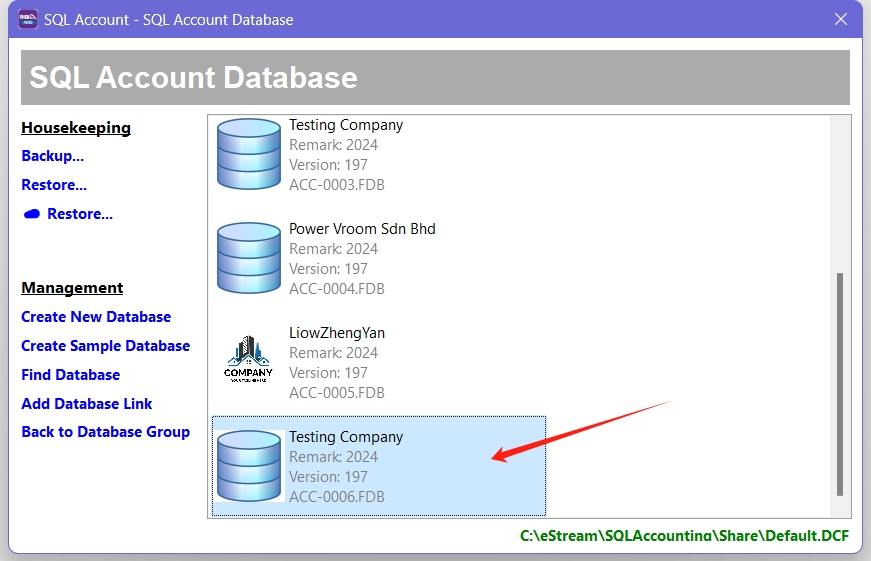 SQL Account - SQL Account Database
SQL Account Database
Housekeeping
Backup...
Restore...
Restore...
Management
Create New Database
Create Sample Database
Find Database
Add Database Link
Back to Database Group
Testing Company
Remark: 2024
Version: 197
ACC-0003.FDB
Power Vroom Sdn Bhd
Remark: 2024
Version: 197
ACC-0004.FDB
COMPANY
LiowZhengYan
Remark: 2024
Version: 197
ACC-0005.FDB
Testing Company
Remark: 2024
Version: 197
ACC-0006.FDB
C:\eStream\SQLAccounting\Share\Default.DCF